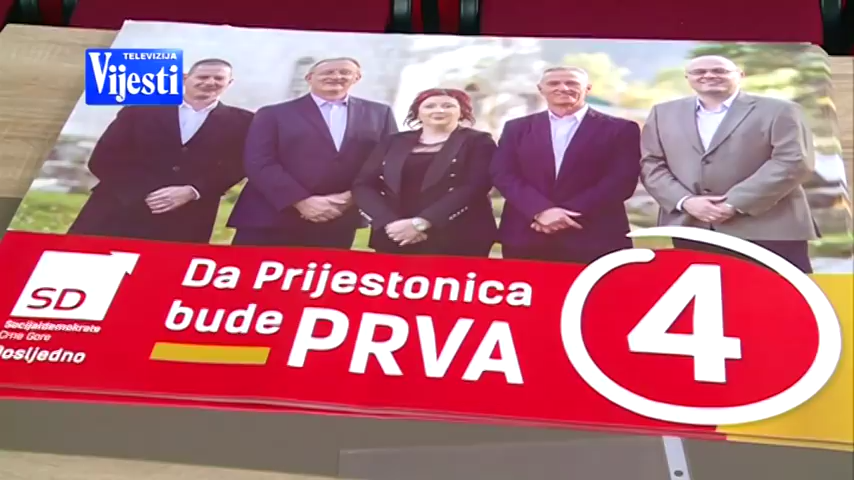 TELEVIZIJA
Vijesti
SD
Socijaldemokrate
Crne Gore
Dosljedno
Da Prijestonica
bude PRVA
4